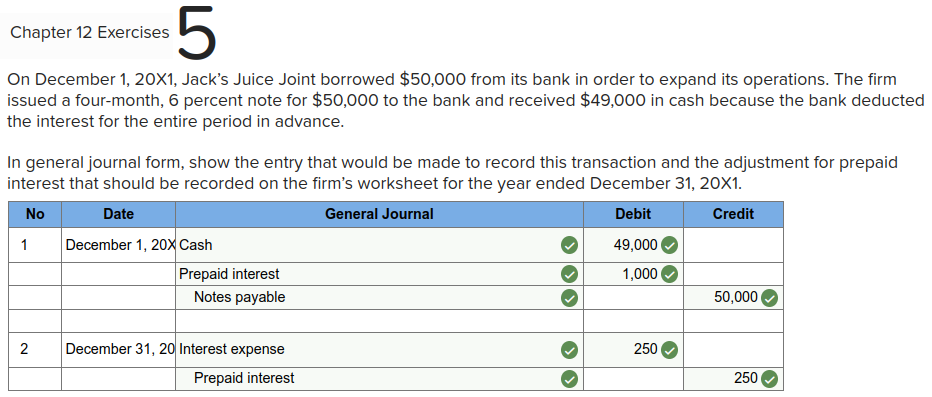 Chapter 12 Exercises 5
On December 1, 20X1, Jack’s Juice Joint borrowed $50,000 from its bank in order to expand its operations. The firm
issued a four-month, 6 percent note for $50,000 to the bank and received $49,000 in cash because the bank deducted
the interest for the entire period in advance.
In general journal form, show the entry that would be made to record this transaction and the adjustment for prepaid
interest that should be recorded on the firm’s worksheet for the year ended December 31, 20X1.
No Date General Journal Debit Credit
1 December 1, 20X Cash 49,000
Prepaid interest 1,000
Notes payable 50,000
2 December 31, 20 Interest expense 250
Prepaid interest 250